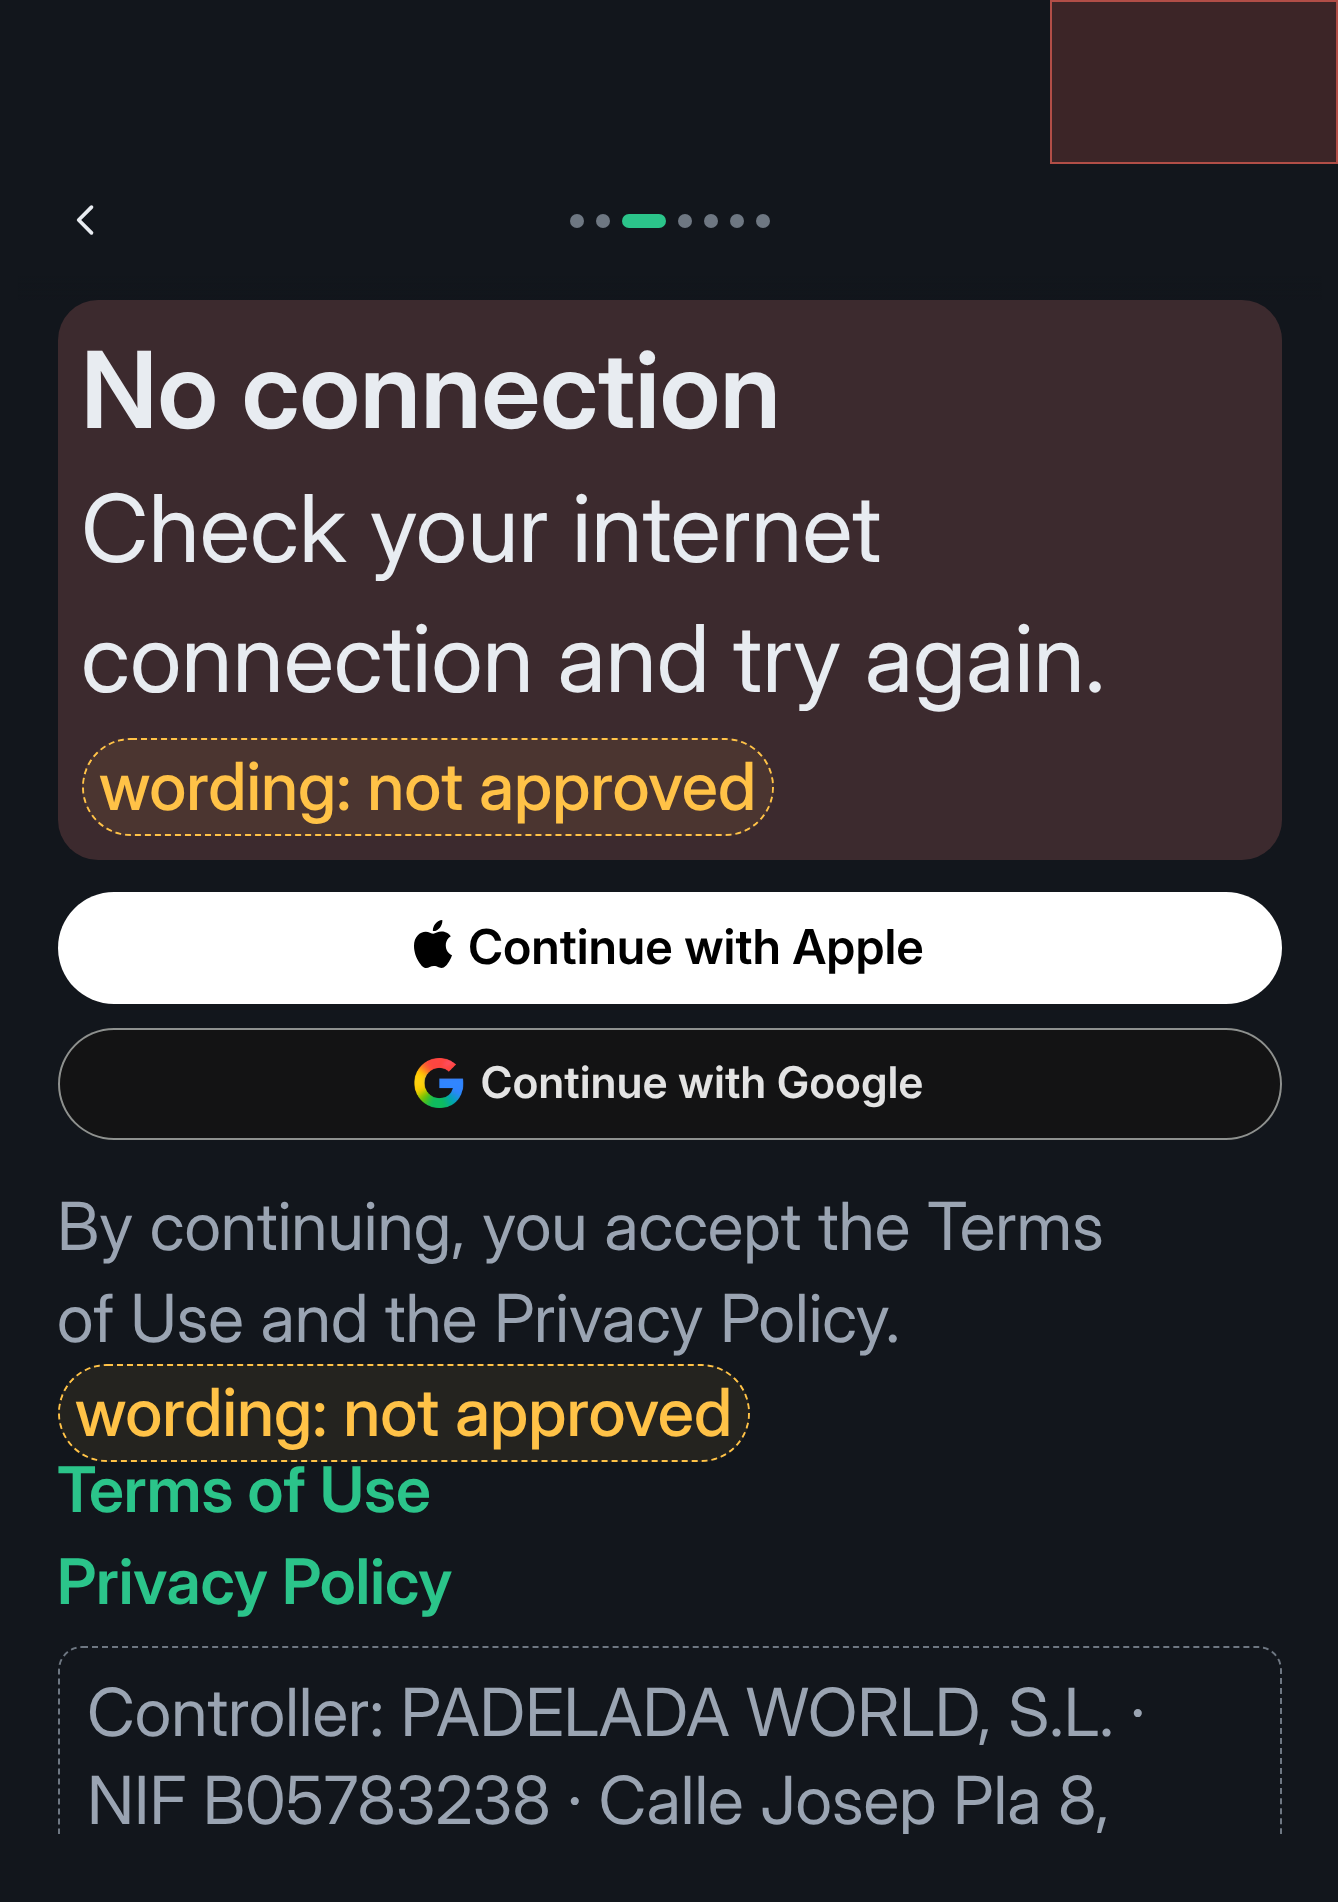 No connection
Check your internet
connection and try again.
wording: not approved
Continue with Apple
Continue with Google
By continuing, you accept the Terms
of Use and the Privacy Policy.
wording: not approved
Terms of Use
Privacy Policy
Controller: PADELADA WORLD, S.L. ·
NIF B05783238 · Calle Josep Pla 8,